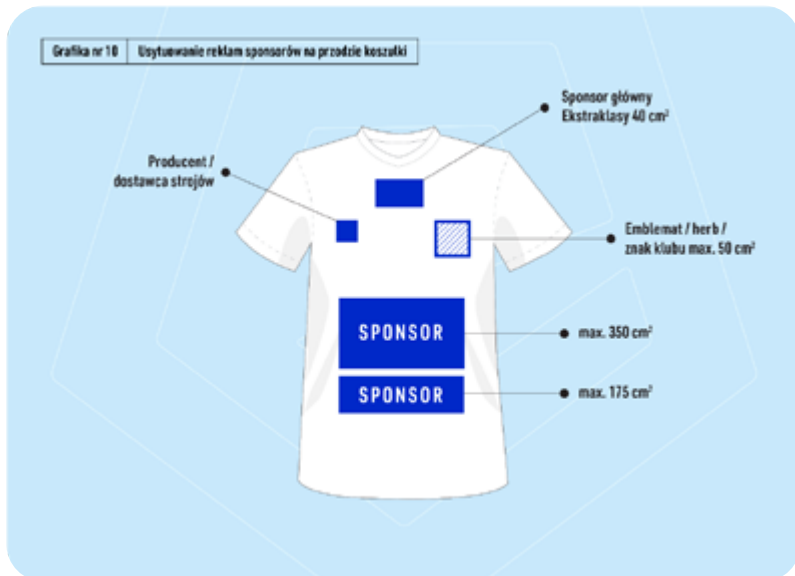 Grafika nr 10 Usytuowanie reklam sponsorów na przodzie koszulki
Sponsor główny
Ekstraklasy 40 cm²
Producent /
dostawca strojów
Emblemat / herb /
znak klubu max. 50 cm²
SPONSOR
max. 350 cm²
SPONSOR
max. 175 cm²